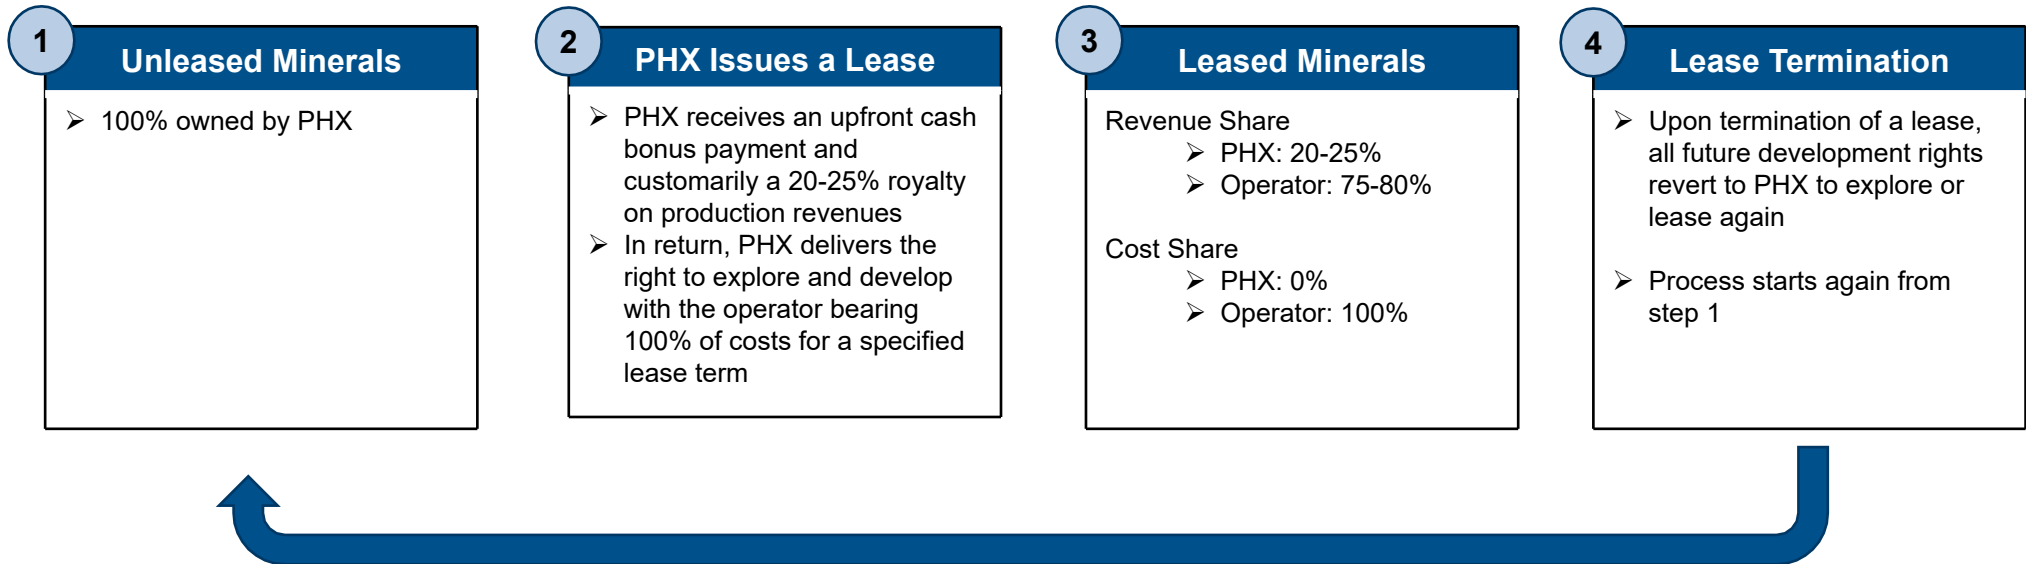 1
Unleased Minerals
➢ 100% owned by PHX
2
PHX Issues a Lease
➢ PHX receives an upfront cash
bonus payment and
customarily a 20-25% royalty
on production revenues
➢ In return, PHX delivers the
right to explore and develop
with the operator bearing
100% of costs for a specified
lease term
3
Leased Minerals
Revenue Share
➢ PHX: 20-25%
➢ Operator: 75-80%
Cost Share
➢ PHX: 0%
➢ Operator: 100%
4
Lease Termination
➢ Upon termination of a lease,
all future development rights
revert to PHX to explore or
lease again
➢ Process starts again from
step 1